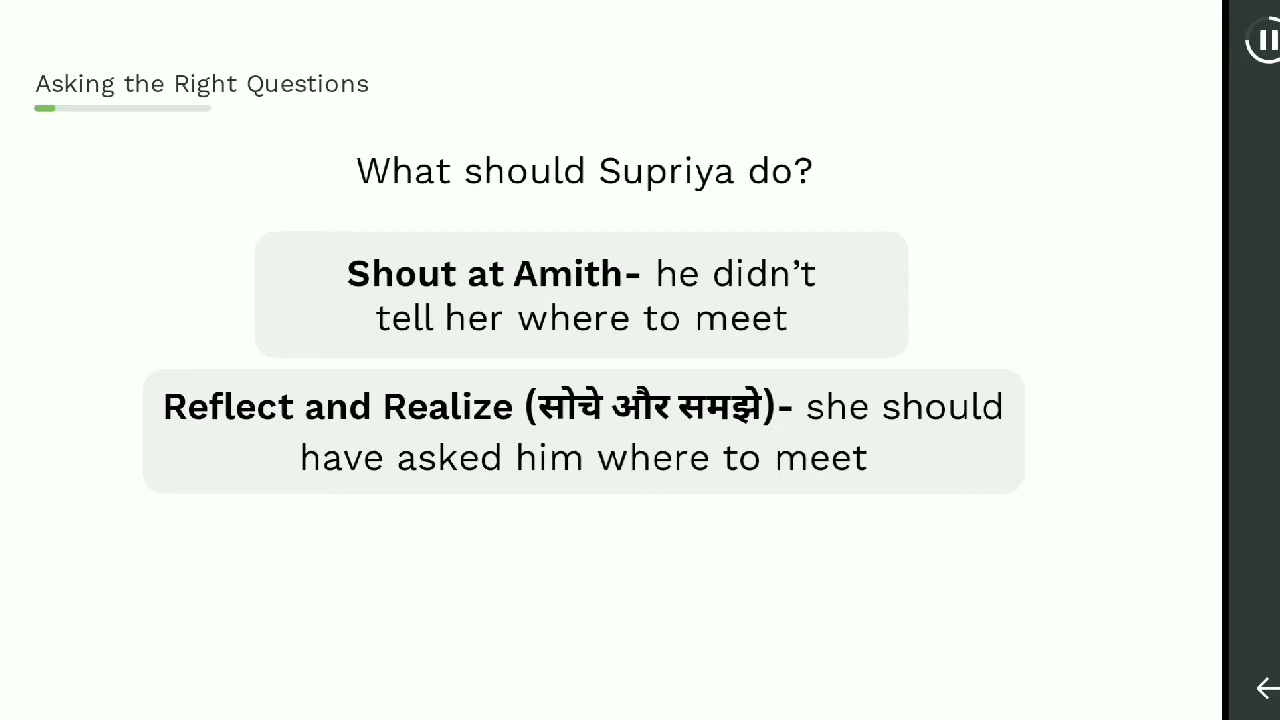 Asking the Right Questions
What should Supriya do?
Shout at Amith- he didn’t
tell her where to meet
Reflect and Realize (सोचे और समझे)- she should
have asked him where to meet